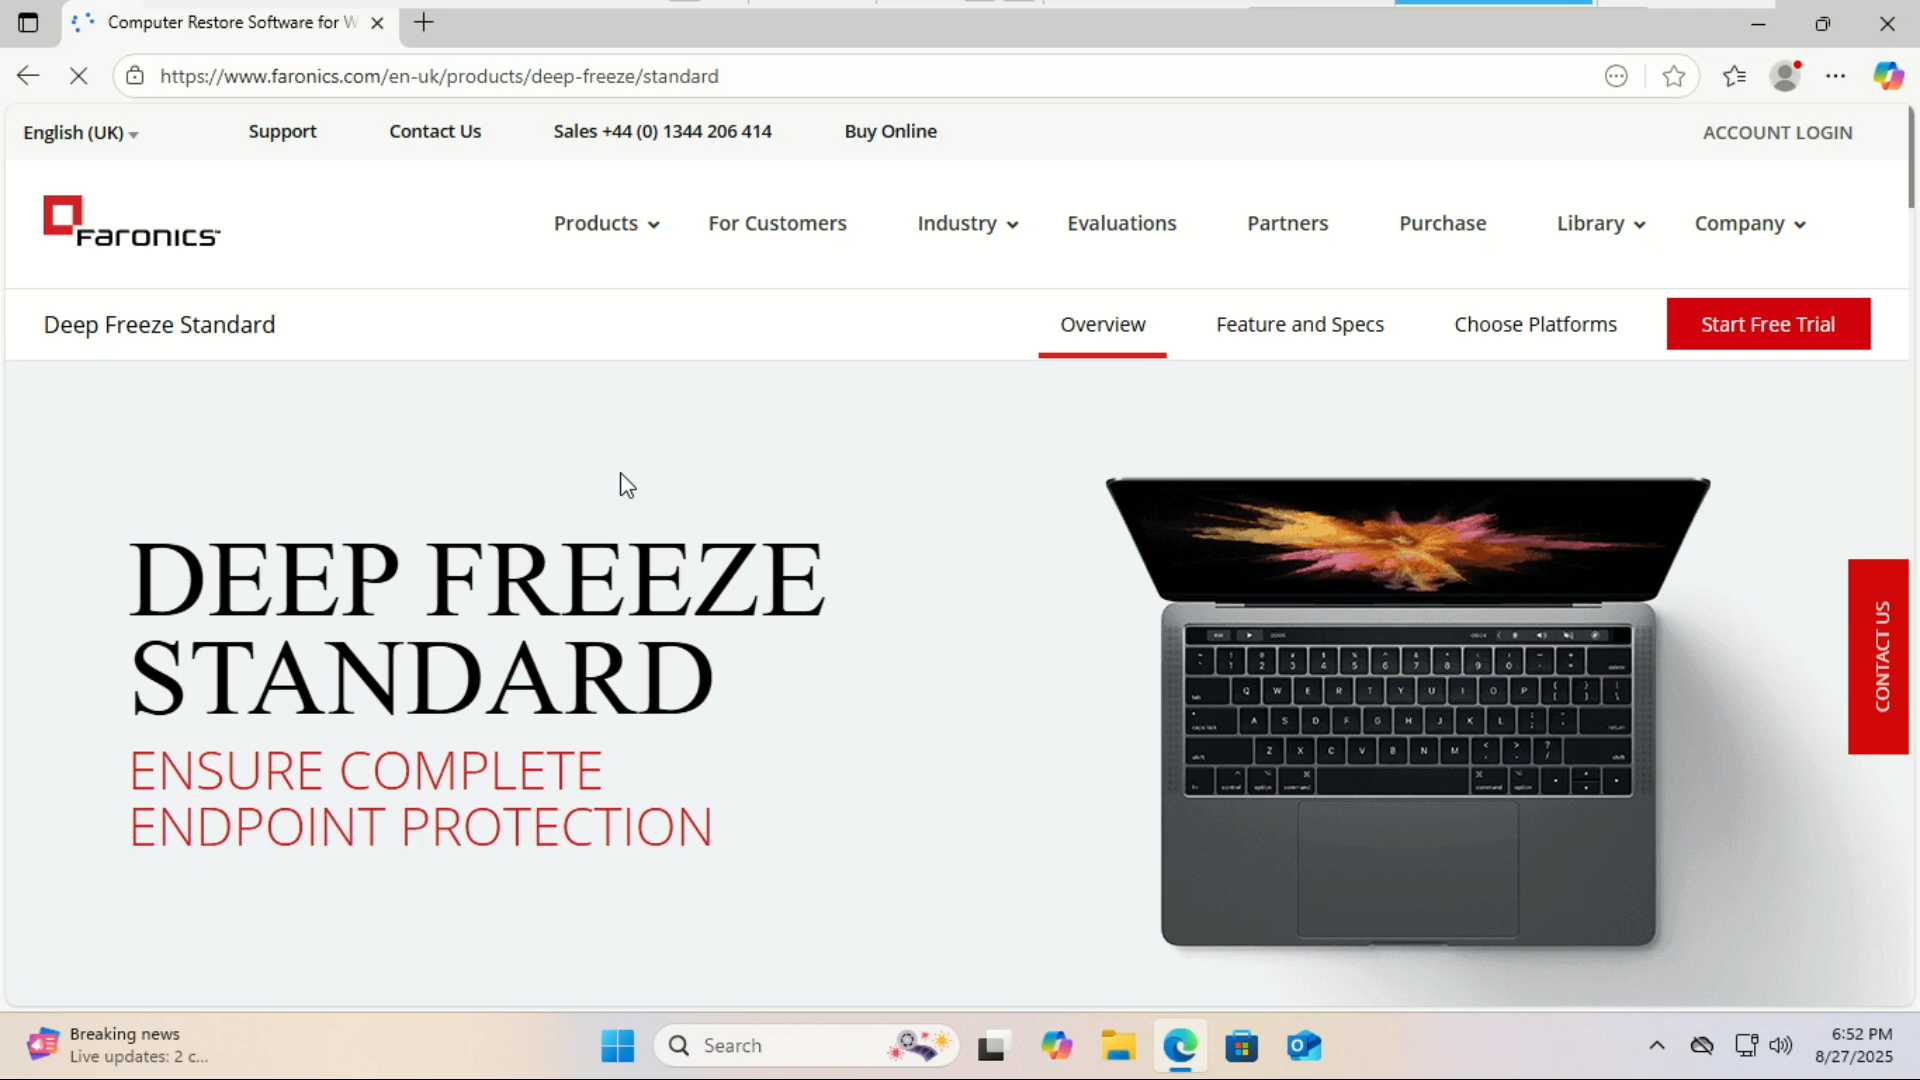 Computer Restore Software for W
https://www.faronics.com/en-uk/products/deep-freeze/standard
English (UK) Support Contact Us Sales +44 (0) 1344 206 414 Buy Online ACCOUNT LOGIN
FARONICS Products For Customers Industry Evaluations Partners Purchase Library Company
Deep Freeze Standard Overview Feature and Specs Choose Platforms Start Free Trial
DEEP FREEZE
STANDARD
ENSURE COMPLETE
ENDPOINT PROTECTION
CONTACT US
Q W E R T Y U I O P
A S D F G H J K L
Z X C V B N M
Breaking news
Live updates: 2 c...
Search
6:52 PM
8/27/2025